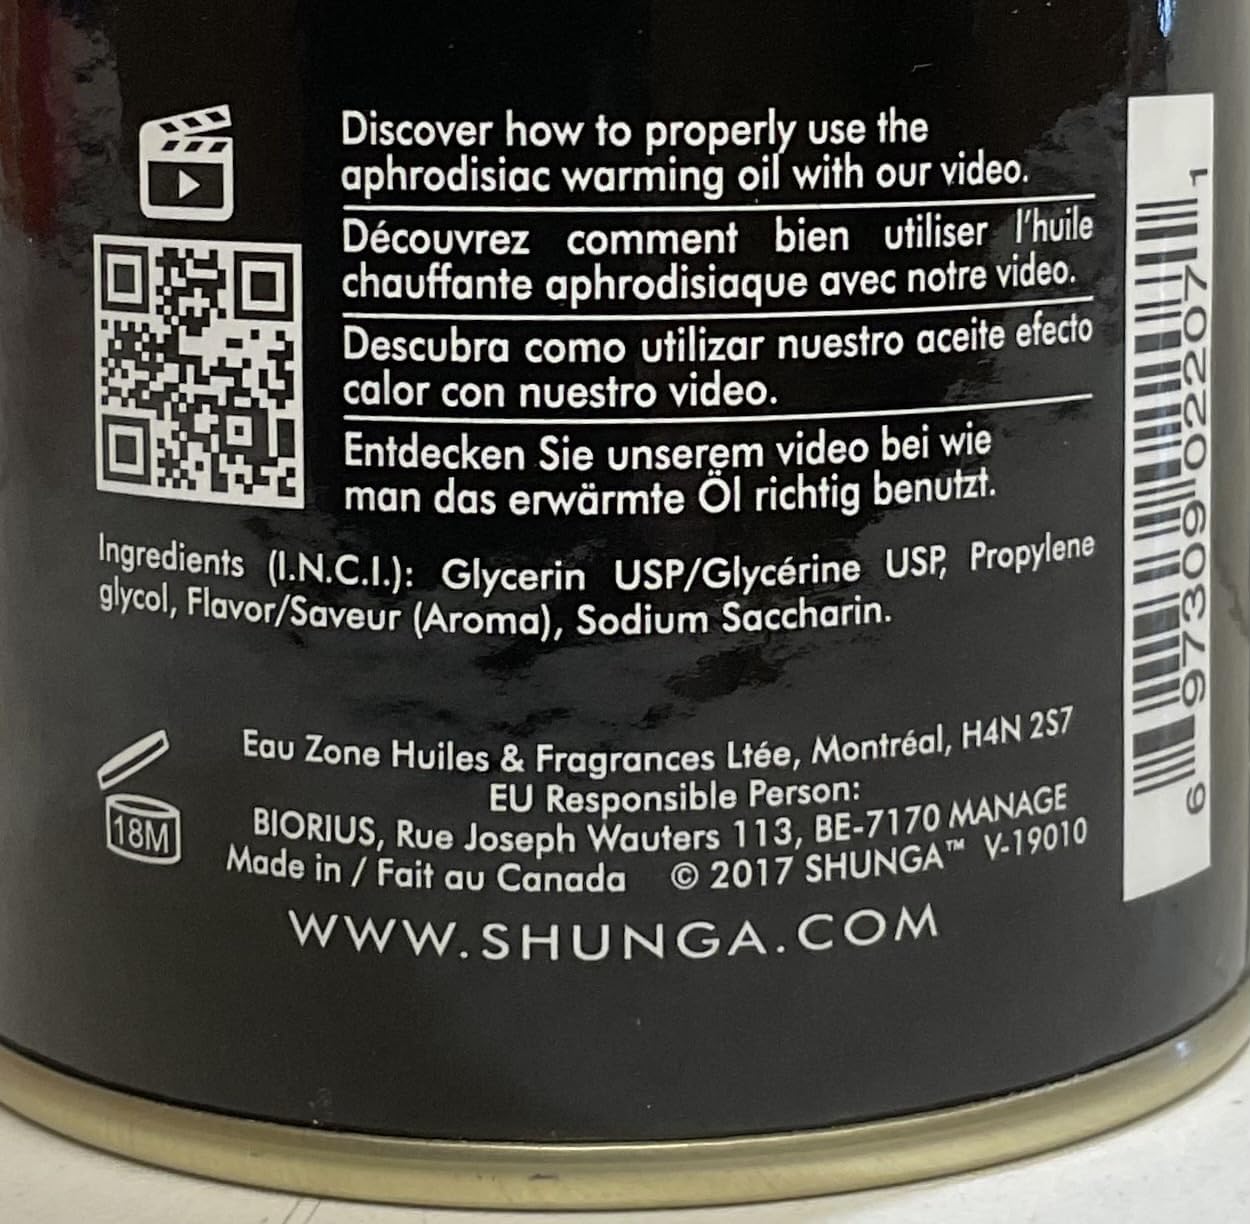 Discover how to properly use the
aphrodisiac warming oil with our video.
Découvrez comment bien utiliser l'huile
chauffante aphrodisiaque avec notre video.
Descubra como utilizar nuestro aceite efecto
calor con nuestro video.
Entdecken Sie unserem video bei wie
man das erwärmte Öl richtig benutzt.
Ingredients (I.N.C.I.): Glycerin USP/Glycérine USP, Propylene
glycol, Flavor/Saveur (Aroma), Sodium Saccharin.
18M
Eau Zone Huiles & Fragrances Ltée, Montréal, H4N 2S7
EU Responsible Person:
BIORIUS, Rue Joseph Wauters 113, BE-7170 MANAGE
Made in / Fait au Canada © 2017 SHUNGA™ V-19010
WWW.SHUNGA.COM
6 97309 02207 1